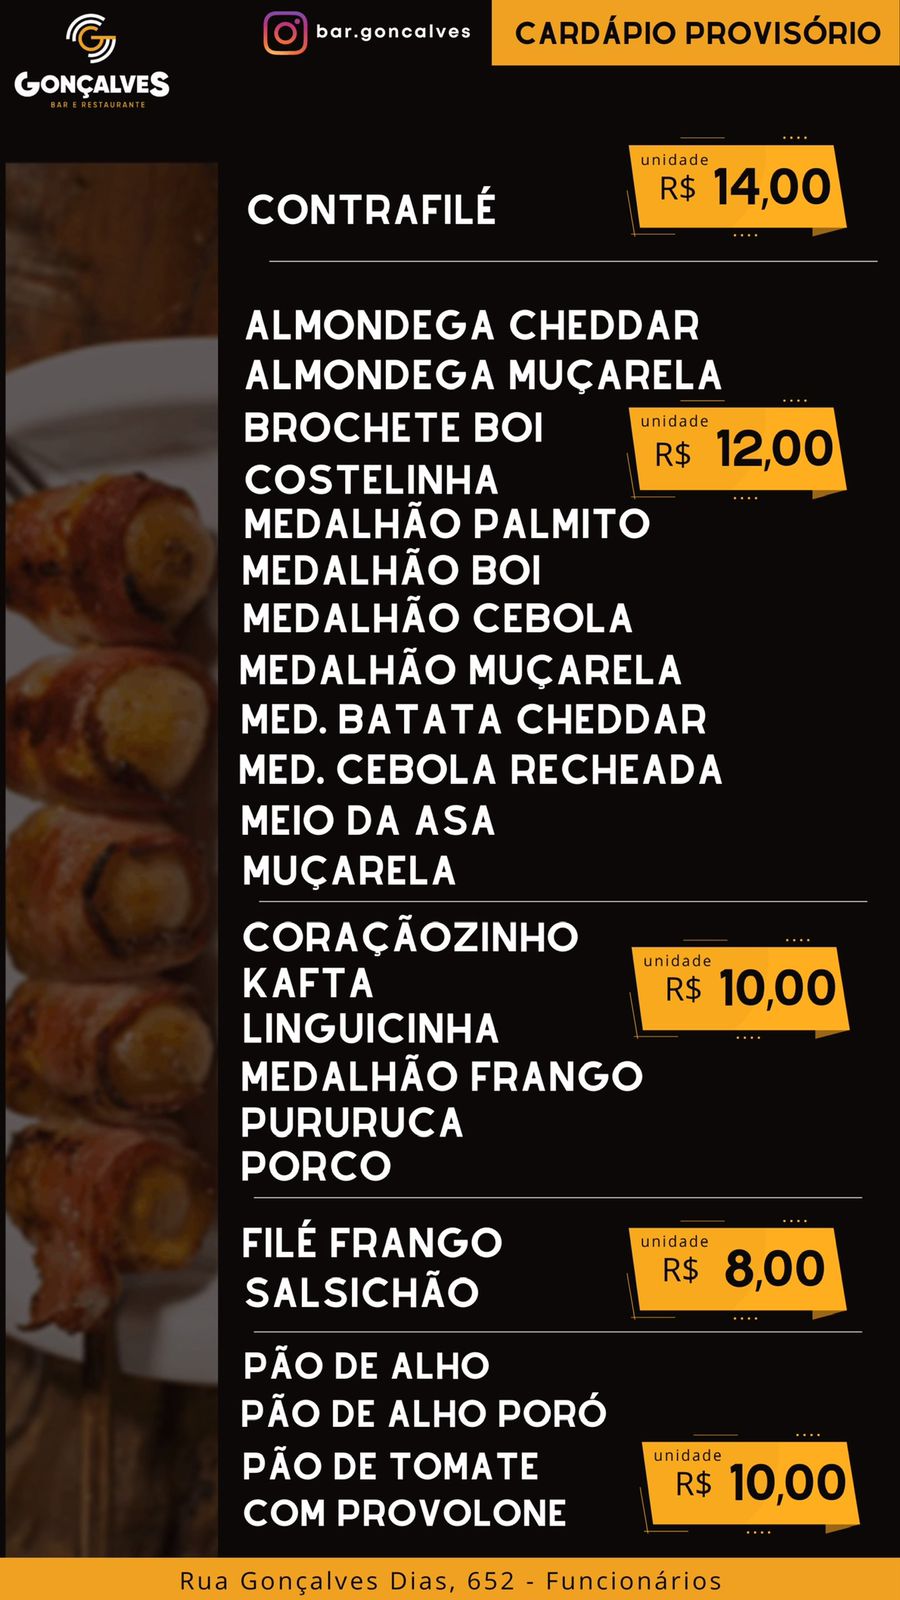 GONÇALVES
BAR E RESTAURANTE
bar.goncalves
CARDÁPIO PROVISÓRIO
CONTRAFILÉ
unidade
R$ 14,00
ALMONDEGA CHEDDAR
ALMONDEGA MUÇARELA
BROCHETE BOI
COSTELINHA
MEDALHÃO PALMITO
MEDALHÃO BOI
MEDALHÃO CEBOLA
MEDALHÃO MUÇARELA
MED. BATATA CHEDDAR
MED. CEBOLA RECHEADA
MEIO DA ASA
MUÇARELA
unidade
R$ 12,00
CORAÇÃOZINHO
KAFTA
LINGUICINHA
MEDALHÃO FRANGO
PURURUCA
PORCO
unidade
R$ 10,00
FILÉ FRANGO
SALSICHÃO
unidade
R$ 8,00
PÃO DE ALHO
PÃO DE ALHO PORÓ
PÃO DE TOMATE
COM PROVOLONE
unidade
R$ 10,00
Rua Gonçalves Dias, 652 - Funcionários